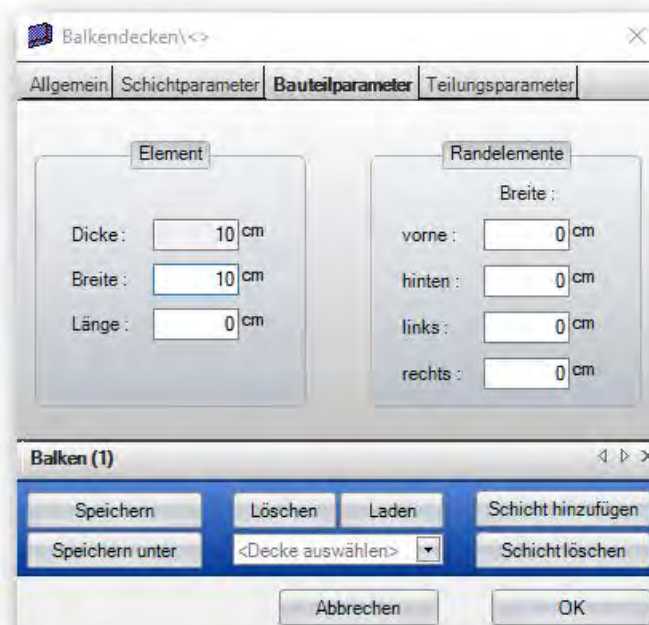 Balkendecken\<>
Allgemein Schichtparameter Bauteilparameter Teilungsparameter
Element Randelemente
Breite :
Dicke : 10 cm vorne : 0 cm
Breite : 10 cm hinten : 0 cm
Länge : 0 cm links : 0 cm
rechts : 0 cm
Balken (1)
Speichern Löschen Laden Schicht hinzufügen
Speichern unter <Decke auswählen> Schicht löschen
Abbrechen OK